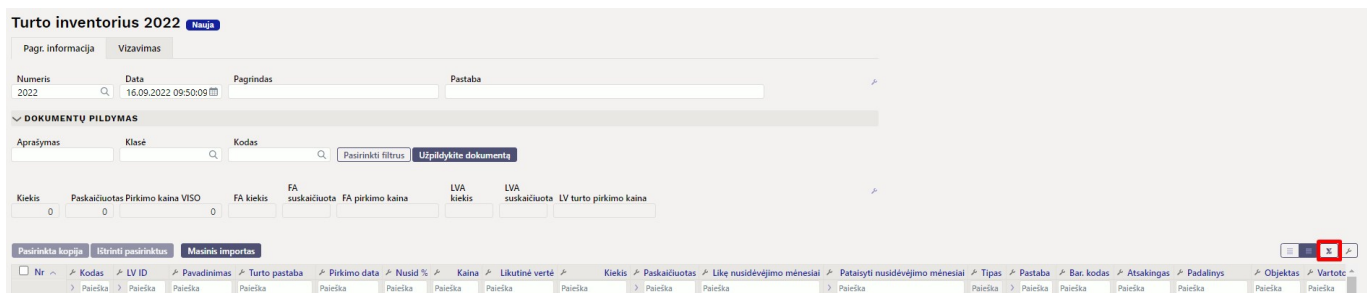 Turto inventorius 2022 Nauja
Pagr. informacija Vizavimas
Numeris Data Pagrindas Pastaba
2022 16.09.2022 09:50:09
DOKUMENTŲ PILDYMAS
Aprašymas Klasė Kodas
Pasirinkti filtrus Užpildykite dokumentą
Kiekis Paskaičiuotas Pirkimo kaina VISO FA kiekis FA suskaičiuota FA pirkimo kaina LVA kiekis LVA suskaičiuota LV turto pirkimo kaina
0 0 0
Pasirinkta kopija Ištrinti pasirinktus Masinis importas
Nr Kodas LV ID Pavadinimas Turto pastaba Pirkimo data Nusid % Kaina Likutinė vertė Kiekis Paskaičiuotas Likę nusidėvėjimo mėnesiai Pataisyti nusidėvėjimo mėnesiai Tipas Pastaba Bar. kodas Atsakingas Padalinys Objektas Vartoto
Paieška Paieška Paieška Paieška Paieška Paieška Paieška Paieška Paieška Paieška Paieška Paieška Paieška Paieška Paieška Paieška Paieška Paieška Paieška